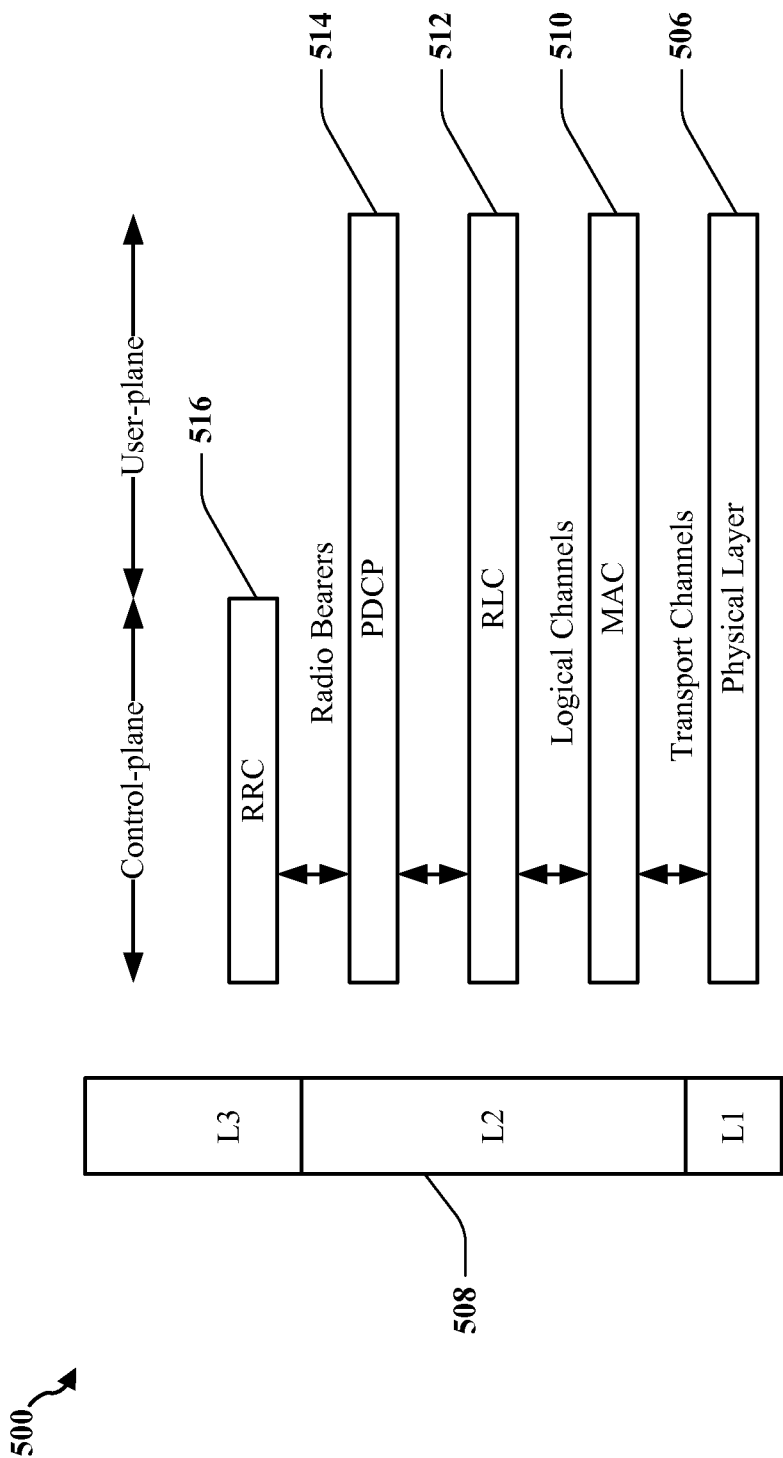 500
Control-plane
User-plane
516
L3
RRC
Radio Bearers
514
PDCP
508
L2
512
RLC
Logical Channels
510
MAC
Transport Channels
506
L1
Physical Layer